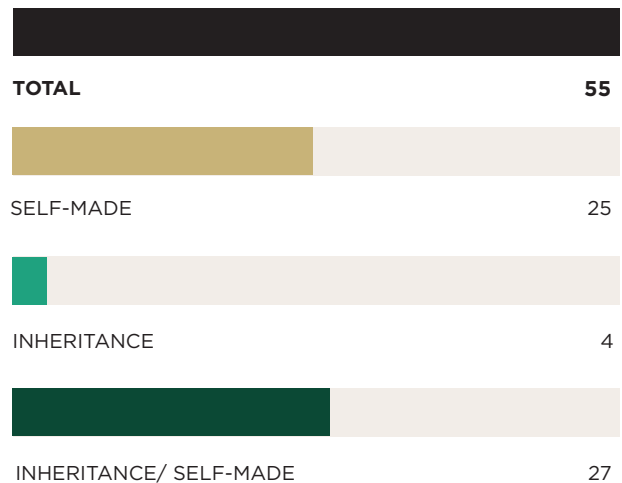 TOTAL 55
SELF-MADE 25
INHERITANCE 4
INHERITANCE/ SELF-MADE 27